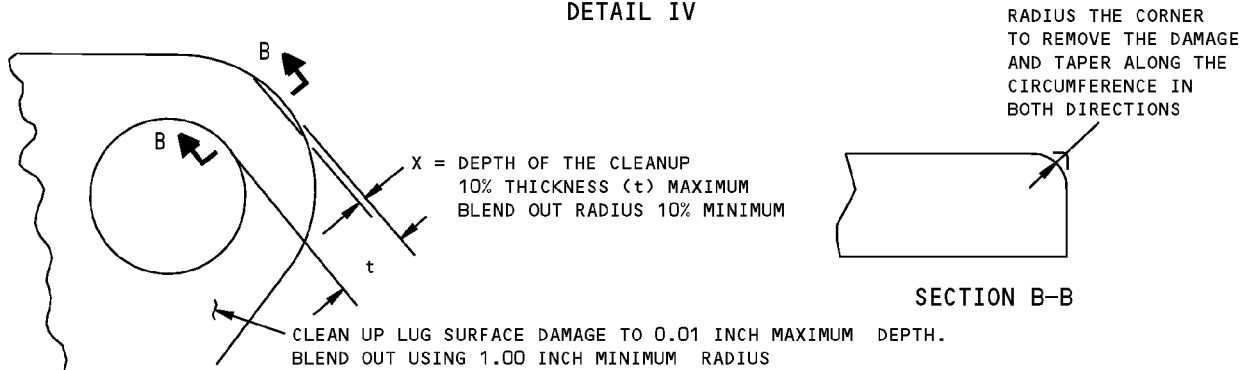 DETAIL IV
RADIUS THE CORNER
TO REMOVE THE DAMAGE
AND TAPER ALONG THE
CIRCUMFERENCE IN
BOTH DIRECTIONS
B
B
X = DEPTH OF THE CLEANUP
10% THICKNESS (t) MAXIMUM
BLEND OUT RADIUS 10% MINIMUM
t
SECTION B-B
CLEAN UP LUG SURFACE DAMAGE TO 0.01 INCH MAXIMUM DEPTH.
BLEND OUT USING 1.00 INCH MINIMUM RADIUS